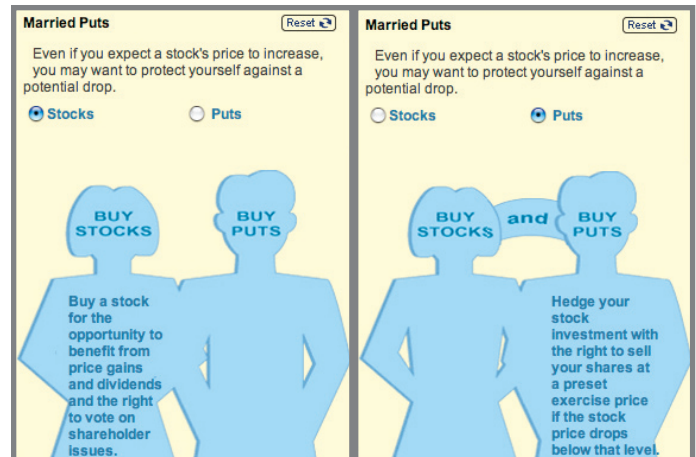 Married Puts
Reset
Even if you expect a stock's price to increase,
you may want to protect yourself against a
potential drop.
Stocks
Puts
BUY
STOCKS
BUY
PUTS
Buy a stock
for the
opportunity to
benefit from
price gains
and dividends
and the right
to vote on
shareholder
issues.
Married Puts
Reset
Even if you expect a stock's price to increase,
you may want to protect yourself against a
potential drop.
Stocks
Puts
BUY
STOCKS
and
BUY
PUTS
Hedge your
stock
investment with
the right to sell
your shares at
a preset
exercise price
if the stock
price drops
below that level.